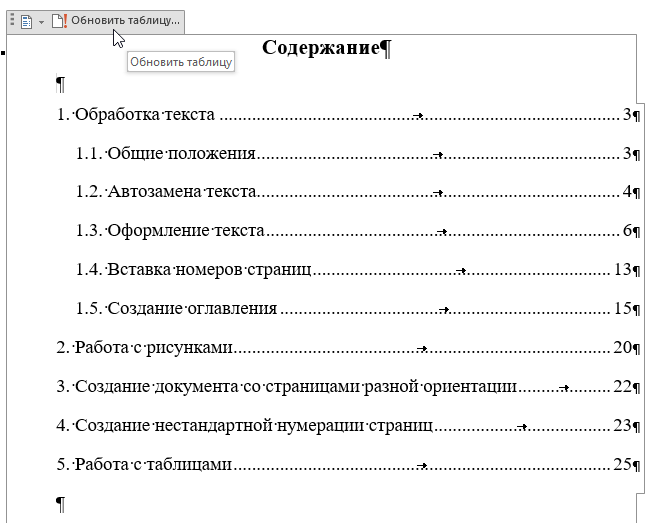 Обновить таблицу...
Содержание¶
Обновить таблицу
¶
1.·Обработка·текста ........................................→........................................ 3¶
1.1.·Общие·положения........................................→........................................ 3¶
1.2.·Автозамена·текста........................................→........................................ 4¶
1.3.·Оформление·текста........................................→........................................ 6¶
1.4.·Вставка·номеров·страниц..............................→.............................. 13¶
1.5.·Создание·оглавления ...................................→................................... 15¶
2.·Работа·с·рисунками........................................→........................................ 20¶
3.·Создание·документа·со·страницами·разной·ориентации.........→......... 22¶
4.·Создание·нестандартной·нумерации·страниц..................→.................. 23¶
5.·Работа·с·таблицами........................................→........................................ 25¶
¶